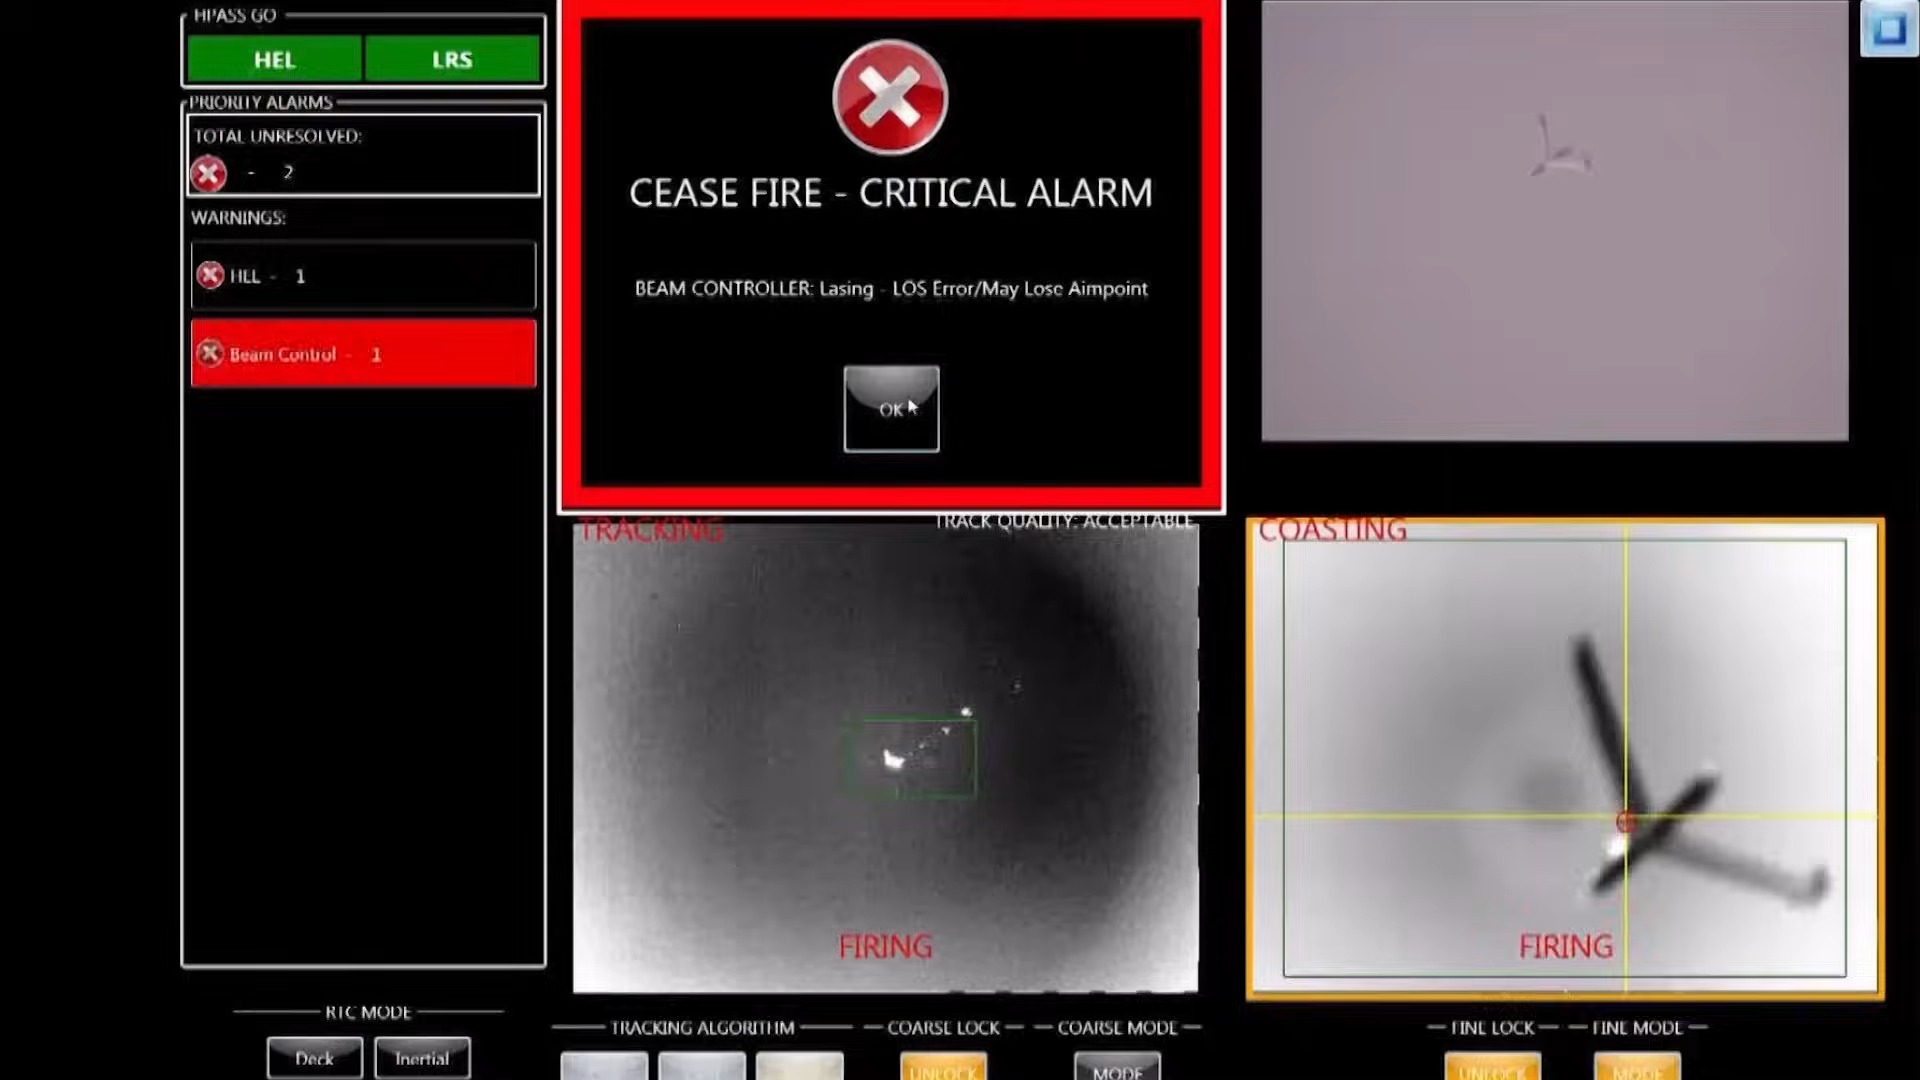 HPASS GO
HEL LRS
PRIORITY ALARMS
TOTAL UNRESOLVED:
- 2
WARNINGS:
HEL - 1
Beam Control - 1
CEASE FIRE - CRITICAL ALARM
BEAM CONTROLLER: Lasing - LOS Error/May Lose Aimpoint
OK
TRACKING
TRACK QUALITY: ACCEPTABLE
FIRING
COASTING
FIRING
RTC MODE
Deck Inertial
TRACKING ALGORITHM
COARSE LOCK
UNLOCK
COARSE MODE
MODE
FINE LOCK
UNLOCK
FINE MODE
MODE